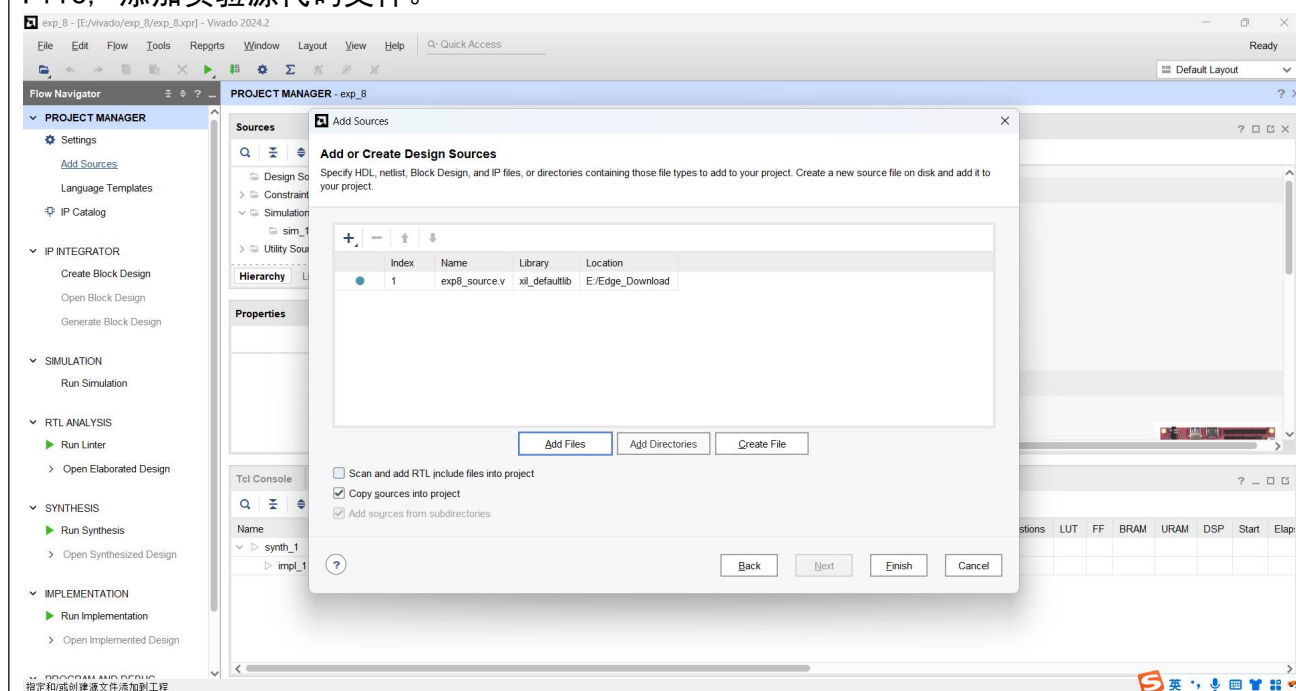 添加实验源代码文件。
exp_8 - [E:/vivado/exp_8/exp_8.xpr] - Vivado 2024.2
File Edit Flow Tools Reports Window Layout View Help Quick Access Ready
Default Layout
Flow Navigator
PROJECT MANAGER - exp_8
PROJECT MANAGER
Settings
Add Sources
Language Templates
IP Catalog
IP INTEGRATOR
Create Block Design
Open Block Design
Generate Block Design
SIMULATION
Run Simulation
RTL ANALYSIS
Run Linter
Open Elaborated Design
SYNTHESIS
Run Synthesis
Open Synthesized Design
IMPLEMENTATION
Run Implementation
Open Implemented Design
Sources
Design So
Constraint
Simulation
sim_1
Utility Sour
Hierarchy Li
Properties
Add Sources
Add or Create Design Sources
Specify HDL, netlist, Block Design, and IP files, or directories containing those file types to add to your project. Create a new source file on disk and add it to
your project.
Index Name Library Location
1 exp8_source.v xil_defaultlib E:/Edge_Download
Add Files Add Directories Create File
Scan and add RTL include files into project
Copy sources into project
Add sources from subdirectories
Back Next Finish Cancel
Tcl Console
Name stions LUT FF BRAM URAM DSP Start Elap
synth_1
impl_1
指定和/或创建源文件添加到工程
英